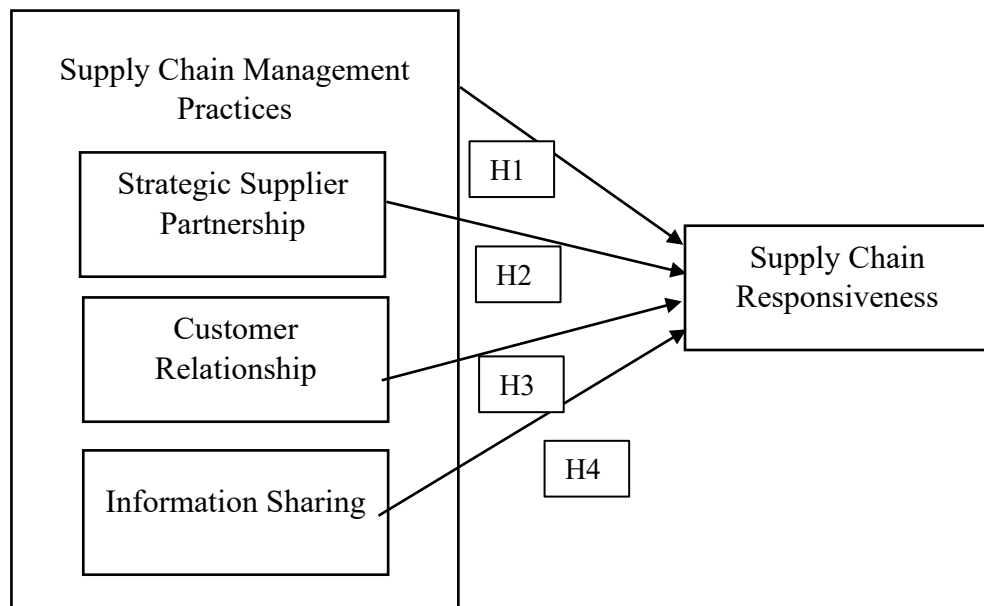 Supply Chain Management
Practices
Strategic Supplier
Partnership
Customer
Relationship
Information Sharing
H1
H2
H3
H4
Supply Chain
Responsiveness